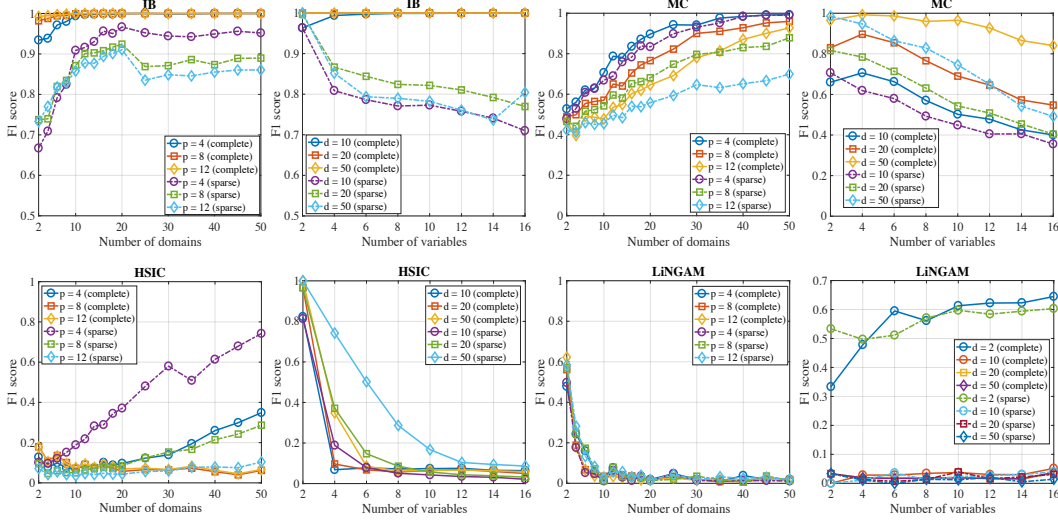 IB
F1 score
1
0.9
0.8
0.7
0.6
0.5
p = 4 (complete)
p = 8 (complete)
p = 12 (complete)
p = 4 (sparse)
p = 8 (sparse)
p = 12 (sparse)
2 10 20 30 40 50
Number of domains
IB
F1 score
1
0.9
0.8
0.7
0.6
0.5
d = 10 (complete)
d = 20 (complete)
d = 50 (complete)
d = 10 (sparse)
d = 20 (sparse)
d = 50 (sparse)
2 4 6 8 10 12 14 16
Number of variables
MC
F1 score
1
0.8
0.6
0.4
0.2
0
p = 4 (complete)
p = 8 (complete)
p = 12 (complete)
p = 4 (sparse)
p = 8 (sparse)
p = 12 (sparse)
2 10 20 30 40 50
Number of domains
MC
F1 score
1
0.8
0.6
0.4
0.2
0
d = 10 (complete)
d = 20 (complete)
d = 50 (complete)
d = 10 (sparse)
d = 20 (sparse)
d = 50 (sparse)
2 4 6 8 10 12 14 16
Number of variables
HSIC
F1 score
1
0.8
0.6
0.4
0.2
0
p = 4 (complete)
p = 8 (complete)
p = 12 (complete)
p = 4 (sparse)
p = 8 (sparse)
p = 12 (sparse)
2 10 20 30 40 50
Number of domains
HSIC
F1 score
1
0.8
0.6
0.4
0.2
0
d = 10 (complete)
d = 20 (complete)
d = 50 (complete)
d = 10 (sparse)
d = 20 (sparse)
d = 50 (sparse)
2 4 6 8 10 12 14 16
Number of variables
LiNGAM
F1 score
1
0.8
0.6
0.4
0.2
0
p = 4 (complete)
p = 8 (complete)
p = 12 (complete)
p = 4 (sparse)
p = 8 (sparse)
p = 12 (sparse)
2 10 20 30 40 50
Number of domains
LiNGAM
F1 score
0.7
0.6
0.5
0.4
0.3
0.2
0.1
0.0
d = 2 (complete)
d = 10 (complete)
d = 20 (complete)
d = 50 (complete)
d = 2 (sparse)
d = 10 (sparse)
d = 20 (sparse)
d = 50 (sparse)
2 4 6 8 10 12 14 16
Number of variables